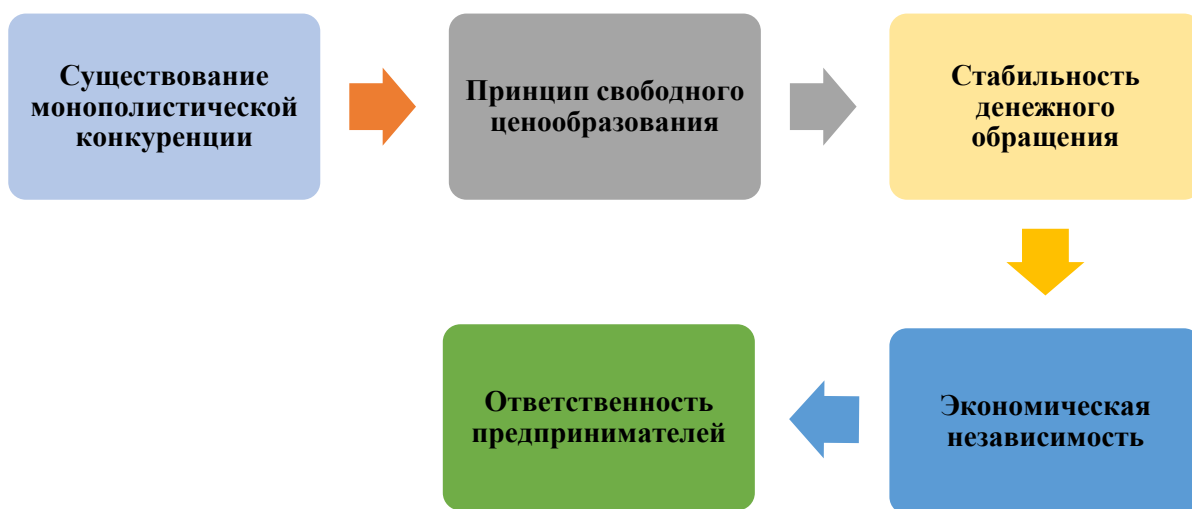 Существование
монополистической
конкуренции
Принцип свободного
ценообразования
Стабильность
денежного
обращения
Экономическая
независимость
Ответственность
предпринимателей